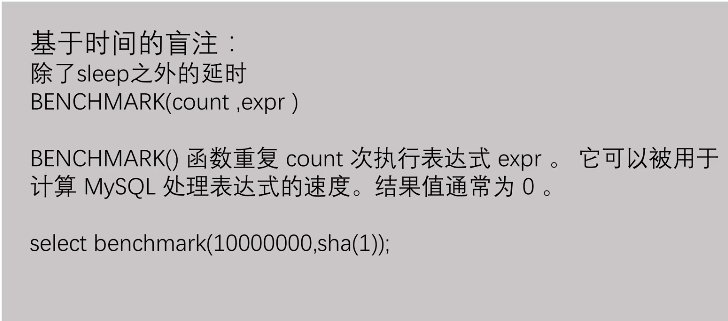 基于时间的盲注：
除了sleep之外的延时
BENCHMARK(count ,expr )
BENCHMARK() 函数重复 count 次执行表达式 expr 。 它可以被用于
计算 MySQL 处理表达式的速度。结果值通常为 0 。
select benchmark(10000000,sha(1));